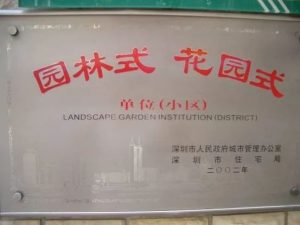 园林式 花园式
单位(小区)
LANDSCAPE GARDEN INSTITUTION (DISTRICT)
深圳市人民政府城市管理办公室
深圳市住宅局
二〇〇二年